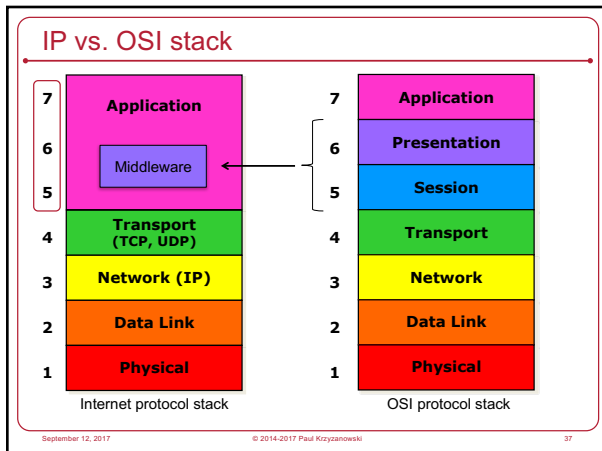 IP vs. OSI stack
7
Application
6
Middleware
5
4
Transport
(TCP, UDP)
3
Network (IP)
2
Data Link
1
Physical
Internet protocol stack
7
Application
6
Presentation
5
Session
4
Transport
3
Network
2
Data Link
1
Physical
OSI protocol stack
September 12, 2017
© 2014-2017 Paul Krzyzanowski
37